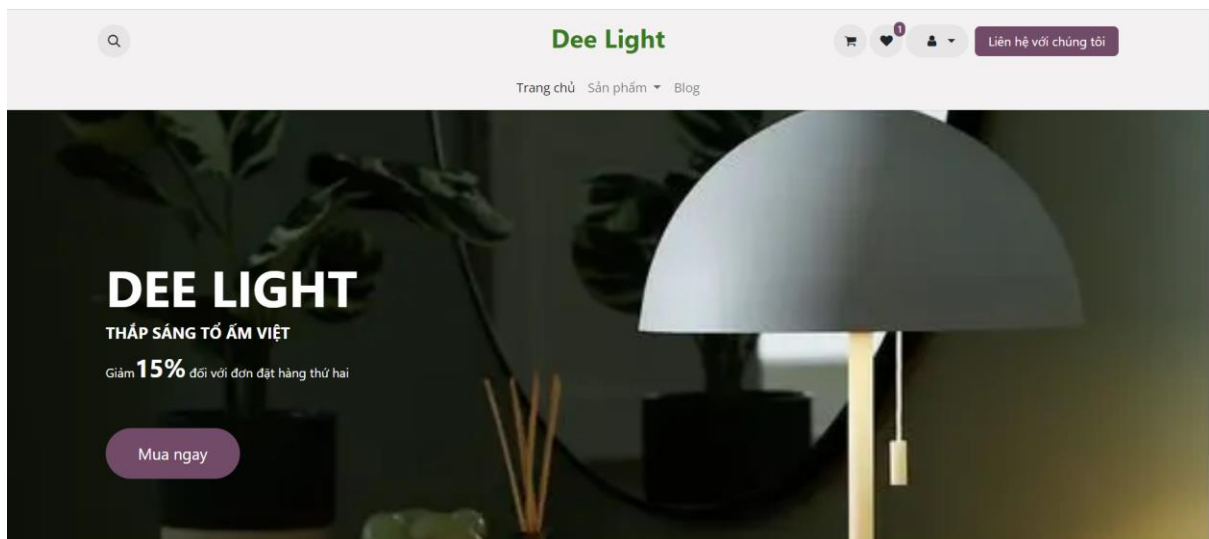 Dee Light
1
Liên hệ với chúng tôi
Trang chủ Sản phẩm Blog
DEE LIGHT
THẮP SÁNG TỔ ẤM VIỆT
Giảm 15% đối với đơn đặt hàng thứ hai
Mua ngay